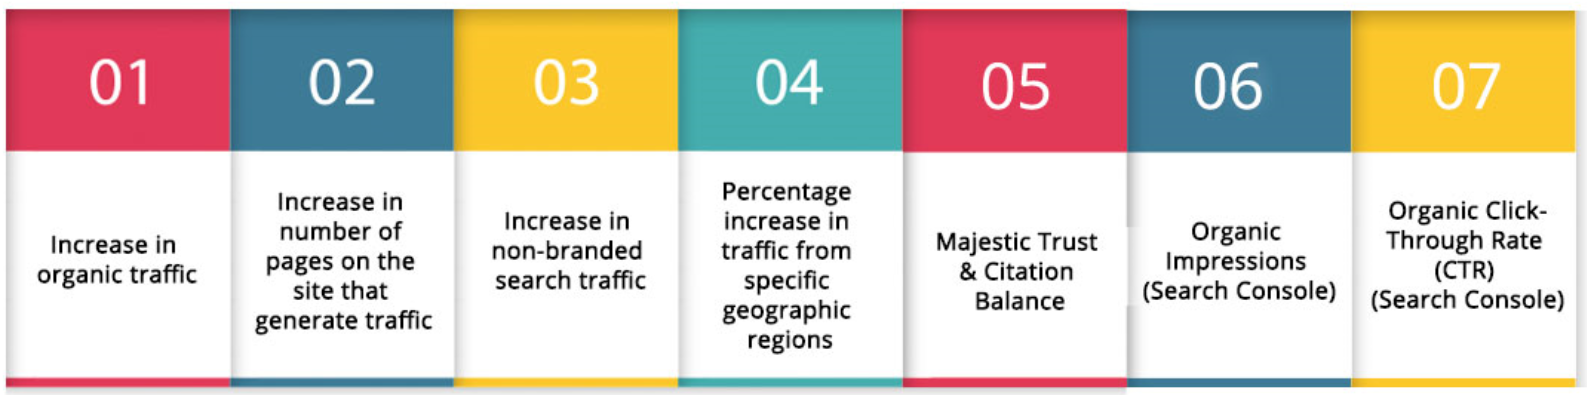 01
Increase in
organic traffic
02
Increase in
number of
pages on the
site that
generate traffic
03
Increase in
non-branded
search traffic
04
Percentage
increase in
traffic from
specific
geographic
regions
05
Majestic Trust
& Citation
Balance
06
Organic
Impressions
(Search Console)
07
Organic Click-
Through Rate
(CTR)
(Search Console)